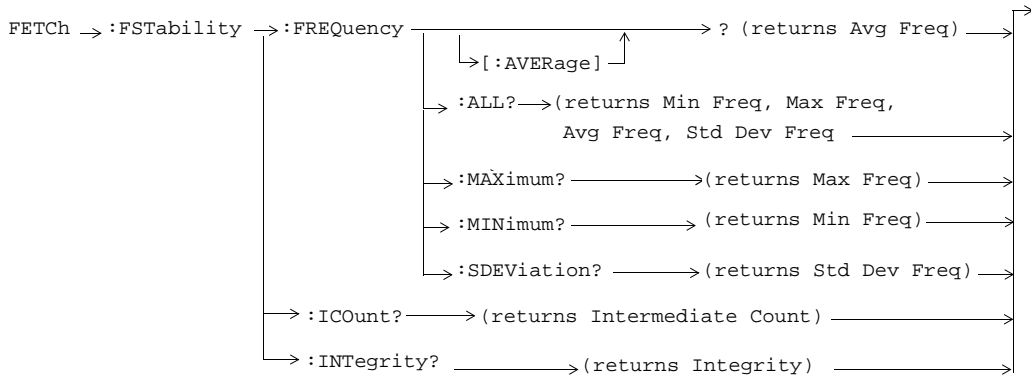 FETCh :FSTability :FREQuency ? (returns Avg Freq)
[:AVERage]
:ALL? (returns Min Freq, Max Freq,
Avg Freq, Std Dev Freq
:MAXimum? (returns Max Freq)
:MINimum? (returns Min Freq)
:SDEViation? (returns Std Dev Freq)
:ICOunt? (returns Intermediate Count)
:INTegrity? (returns Integrity)